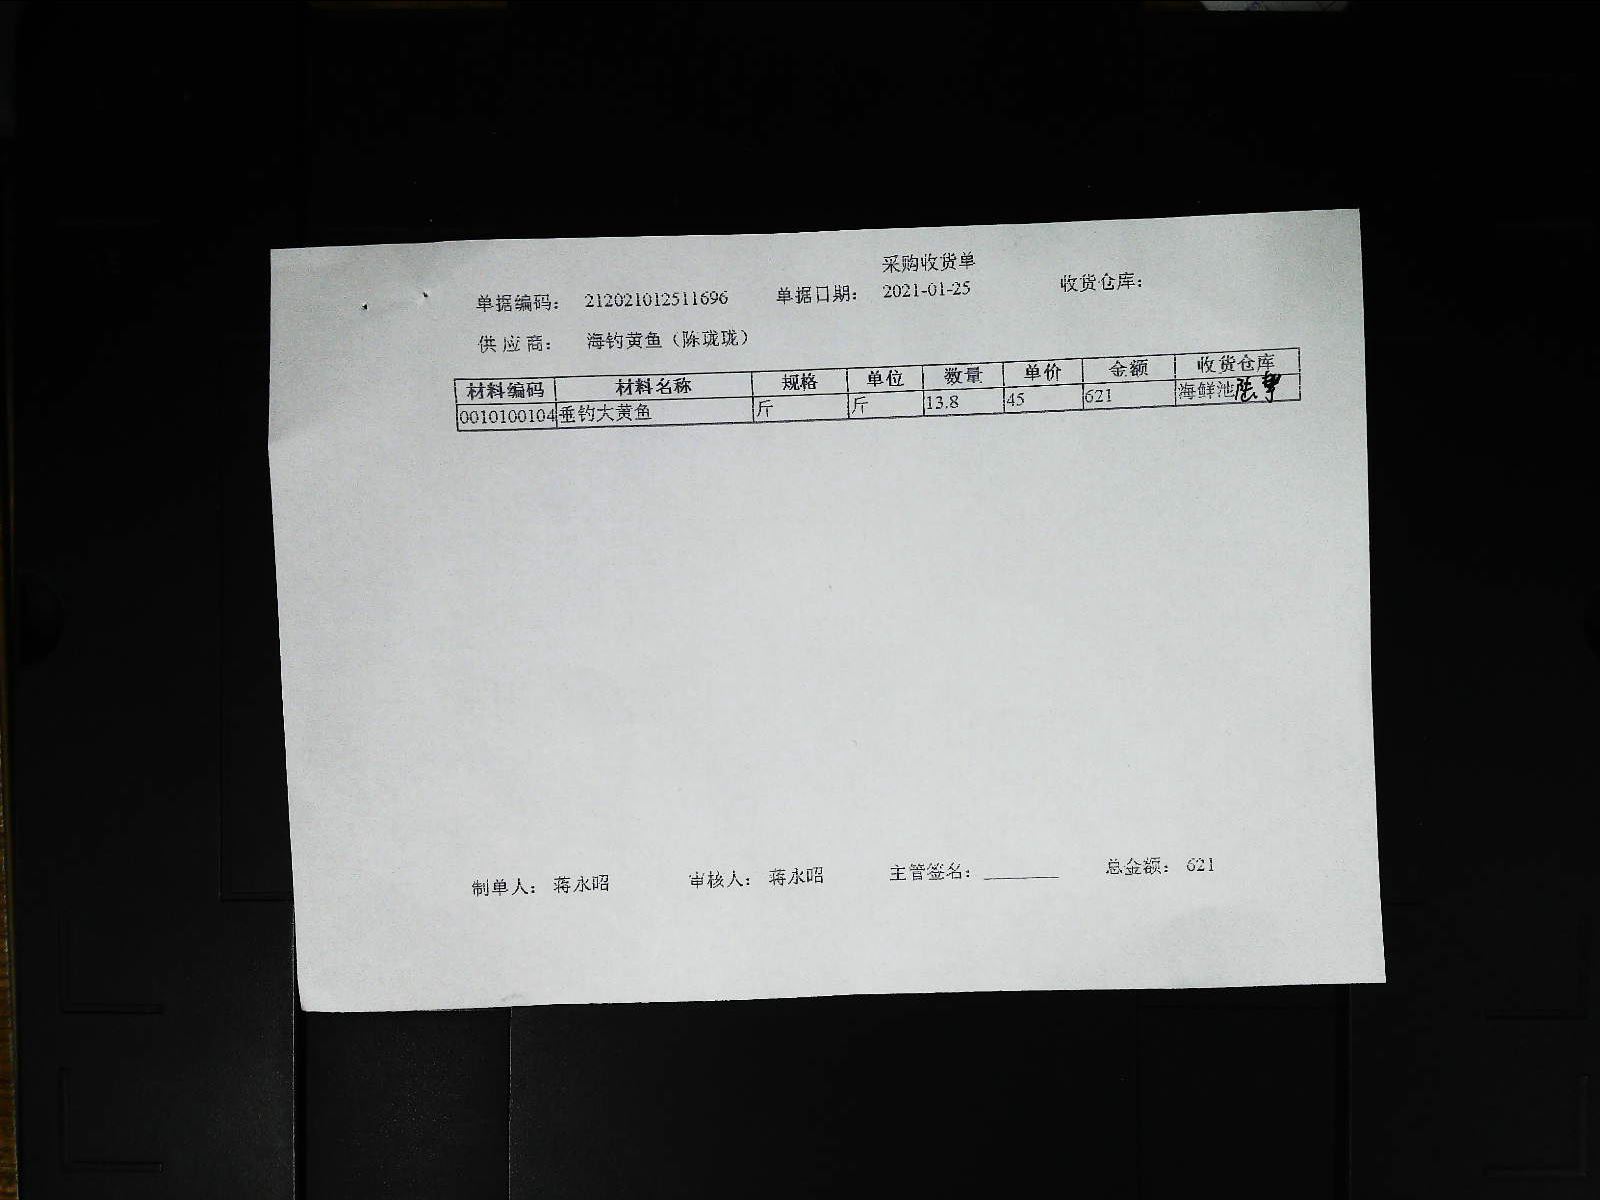 采购收货单
单据编码： 212021012511696 单据日期： 2021-01-25 收货仓库：
供 应 商： 海钓黄鱼（陈珑珑）
材料编码 材料名称 规格 单位 数量 单价 金额 收货仓库
0010100104 垂钓大黄鱼 斤 斤 13.8 45 621 海鲜池
制单人： 蒋永昭 审核人： 蒋永昭 主管签名： 总金额： 621